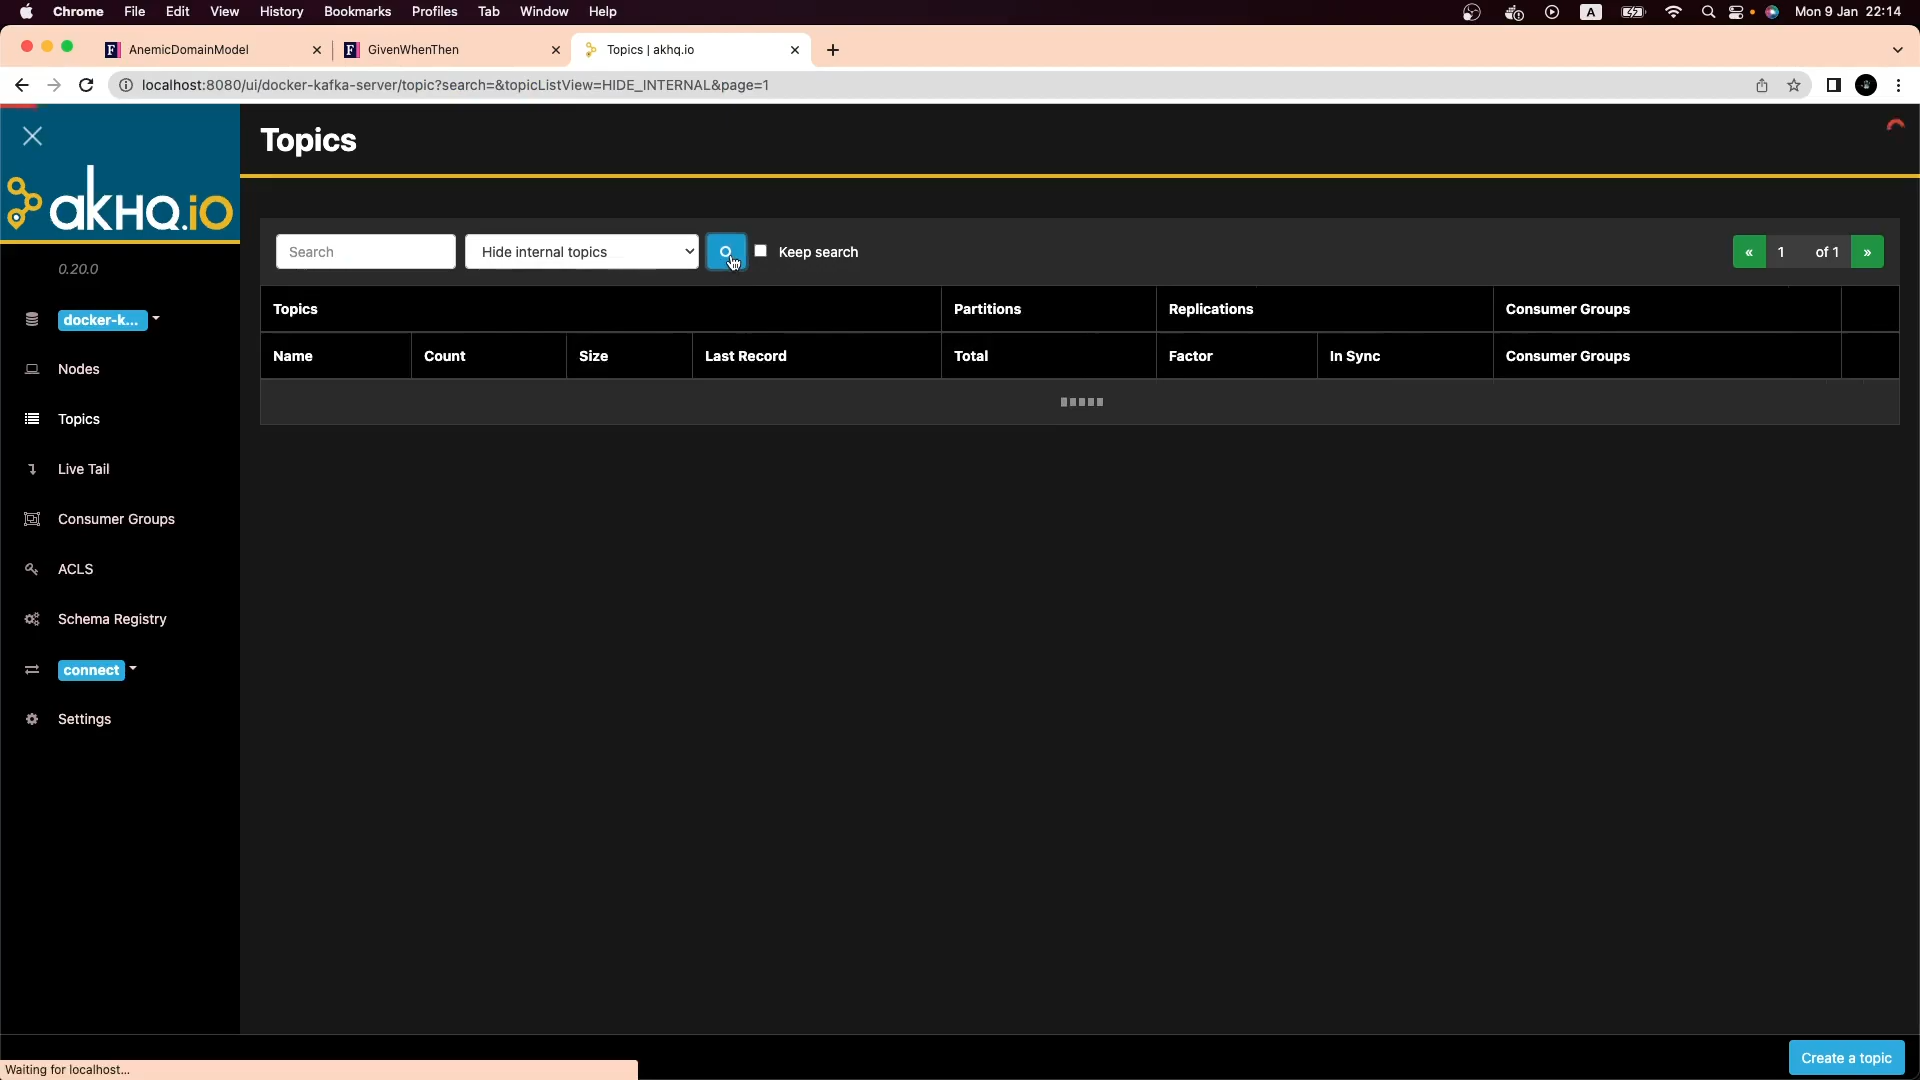 Chrome File Edit View History Bookmarks Profiles Tab Window Help A Mon 9 Jan 22:14
F AnemicDomainModel F GivenWhenThen Topics | akhq.io
localhost:8080/ui/docker-kafka-server/topic?search=&topicListView=HIDE_INTERNAL&page=1
akHQ.io
0.20.0
docker-k...
Nodes
Topics
Live Tail
Consumer Groups
ACLS
Schema Registry
connect
Settings
Topics
Search Hide internal topics Keep search « 1 of 1 »
Topics Partitions Replications Consumer Groups
Name Count Size Last Record Total Factor In Sync Consumer Groups
Create a topic
Waiting for localhost...